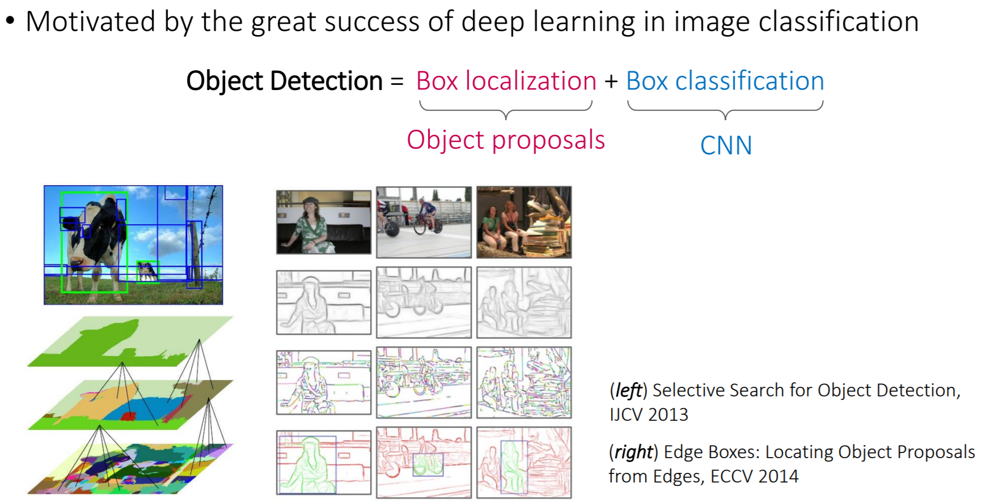 • Motivated by the great success of deep learning in image classification
Object Detection = Box localization + Box classification
Object proposals
CNN
(left) Selective Search for Object Detection,
IJCV 2013
(right) Edge Boxes: Locating Object Proposals
from Edges, ECCV 2014